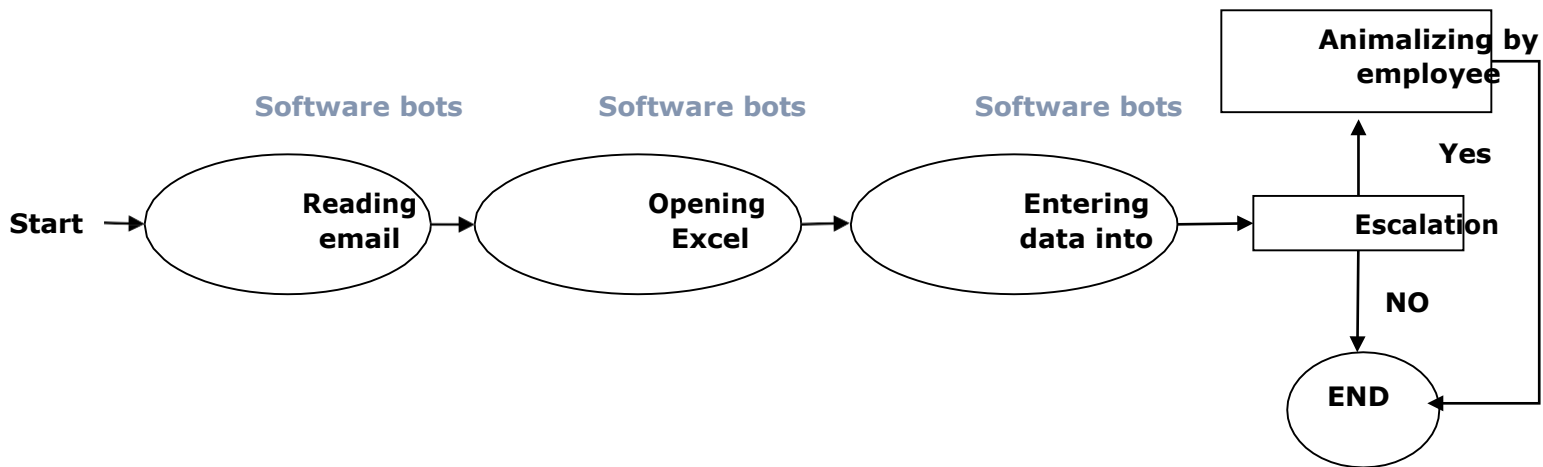 Animalizing by
employee
Software bots
Software bots
Software bots
Yes
Start
Reading
email
Opening
Excel
Entering
data into
Escalation
NO
END